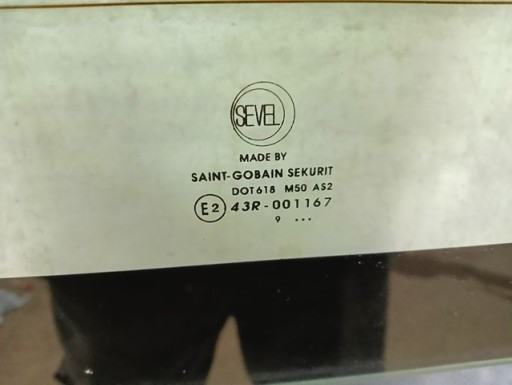 SEVEL
MADE BY
SAINT-GOBAIN SEKURIT
DOT618 M50 AS2
E2 43R-001167
9 ...